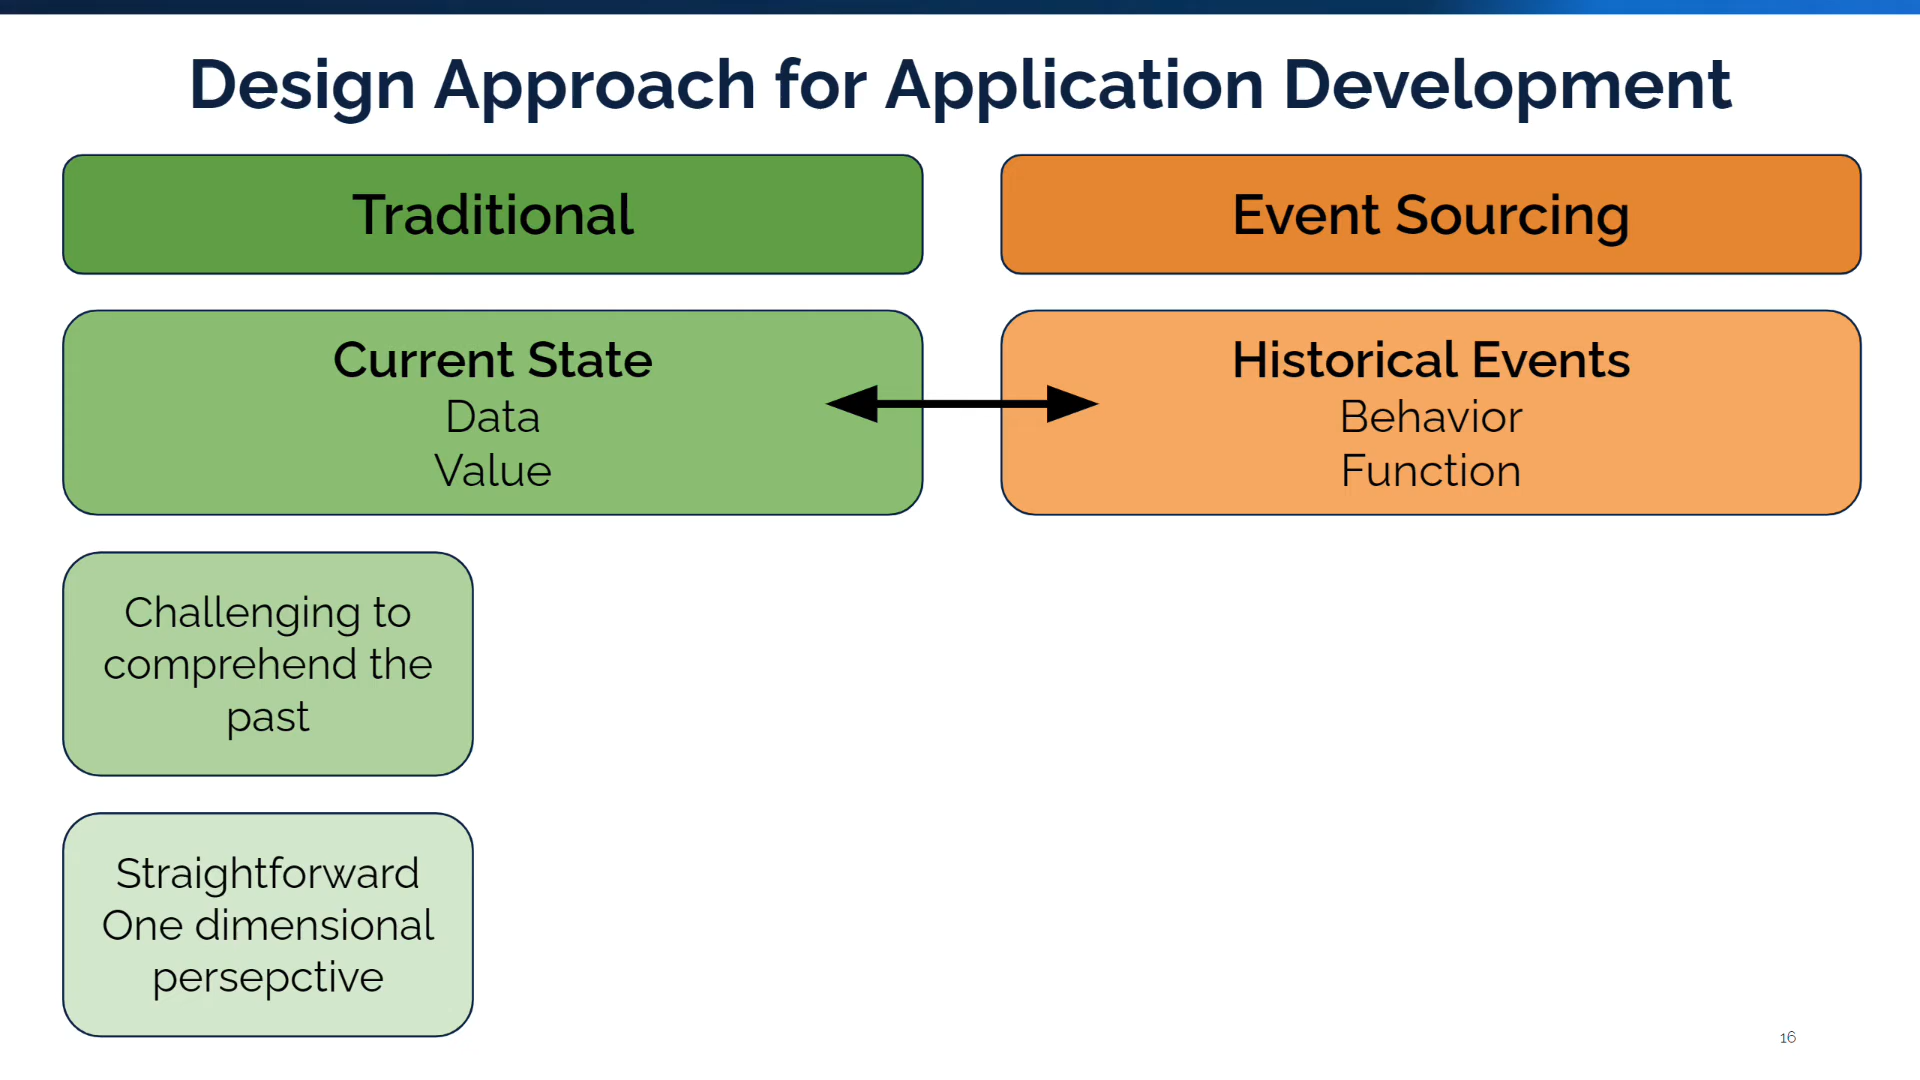 Design Approach for Application Development
Traditional
Event Sourcing
Current State
Data
Value
Historical Events
Behavior
Function
Challenging to
comprehend the
past
Straightforward
One dimensional
persepctive
16